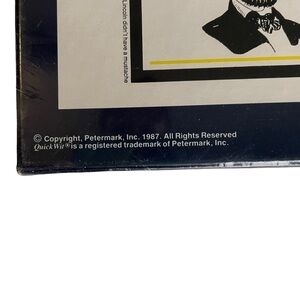 Lincoln didn't have a mustache
© Copyright, Petermark, Inc. 1987. All Rights Reserved
QuickWit® is a registered trademark of Petermark, Inc.